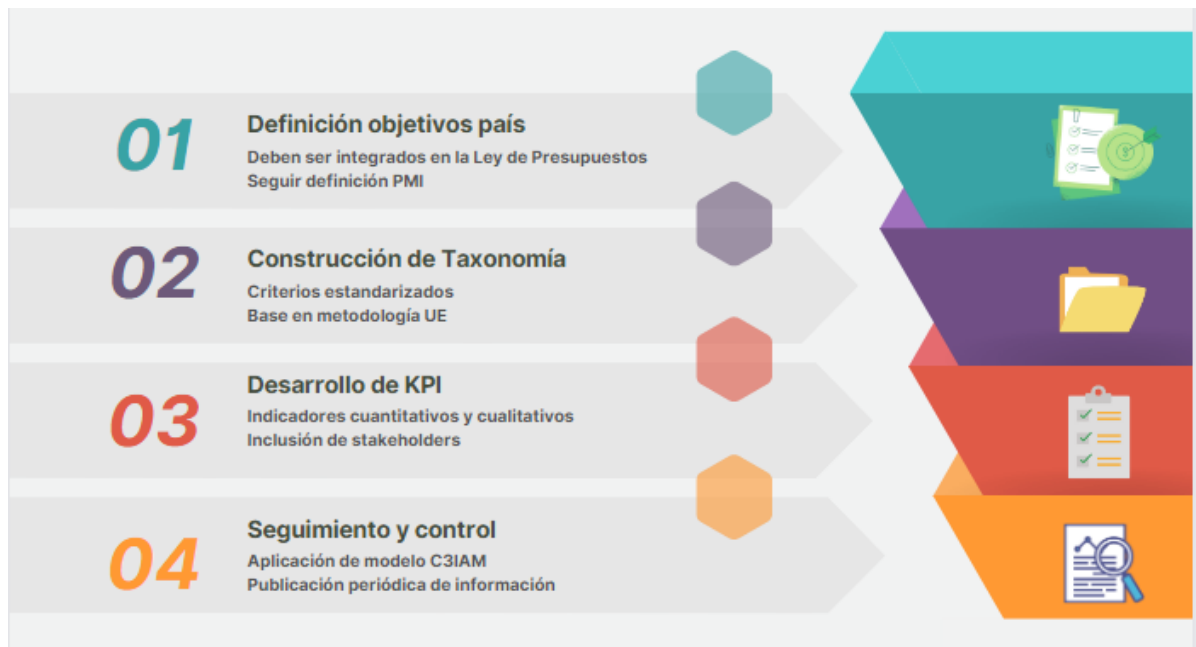 01
Definición objetivos país
Deben ser integrados en la Ley de Presupuestos
Seguir definición PMI
02
Construcción de Taxonomía
Criterios estandarizados
Base en metodología UE
03
Desarrollo de KPI
Indicadores cuantitativos y cualitativos
Inclusión de stakeholders
04
Seguimiento y control
Aplicación de modelo C3IAM
Publicación periódica de información